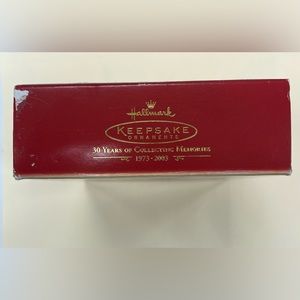 Hallmark
KEEPSAKE
ORNAMENTS
30 YEARS OF COLLECTING MEMORIES
1973-2003